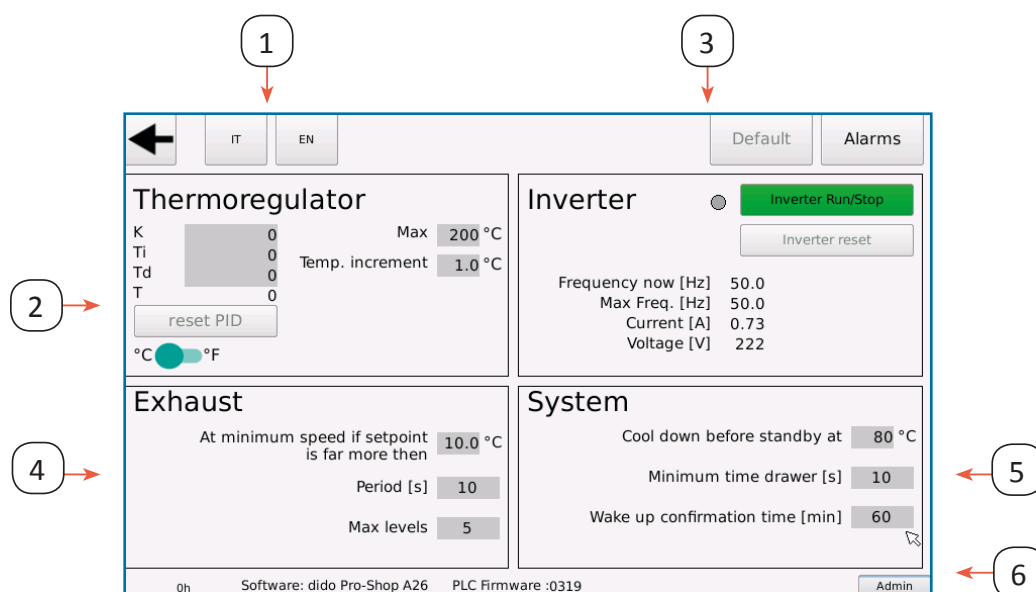 1
3
IT EN Default Alarms
Thermoregulator
K 0
Ti 0
Td 0
T 0
Max 200 °C
Temp. increment 1.0 °C
reset PID
°C °F
2
Inverter
Inverter Run/Stop
Inverter reset
Frequency now [Hz] 50.0
Max Freq. [Hz] 50.0
Current [A] 0.73
Voltage [V] 222
Exhaust
At minimum speed if setpoint
is far more then 10.0 °C
Period [s] 10
Max levels 5
4
System
Cool down before standby at 80 °C
Minimum time drawer [s] 10
Wake up confirmation time [min] 60
5
0h Software: dido Pro-Shop A26 PLC Firmware :0319 Admin
6